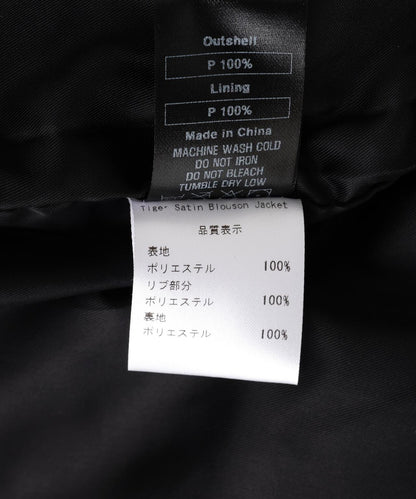 Outshell
P 100%
Lining
P 100%
Made in China
MACHINE WASH COLD
DO NOT IRON
DO NOT BLEACH
TUMBLE DRY LOW
Tiger Satin Blouson Jacket
品質表示
表地
ポリエステル 100%
リブ部分
ポリエステル 100%
裏地
ポリエステル 100%